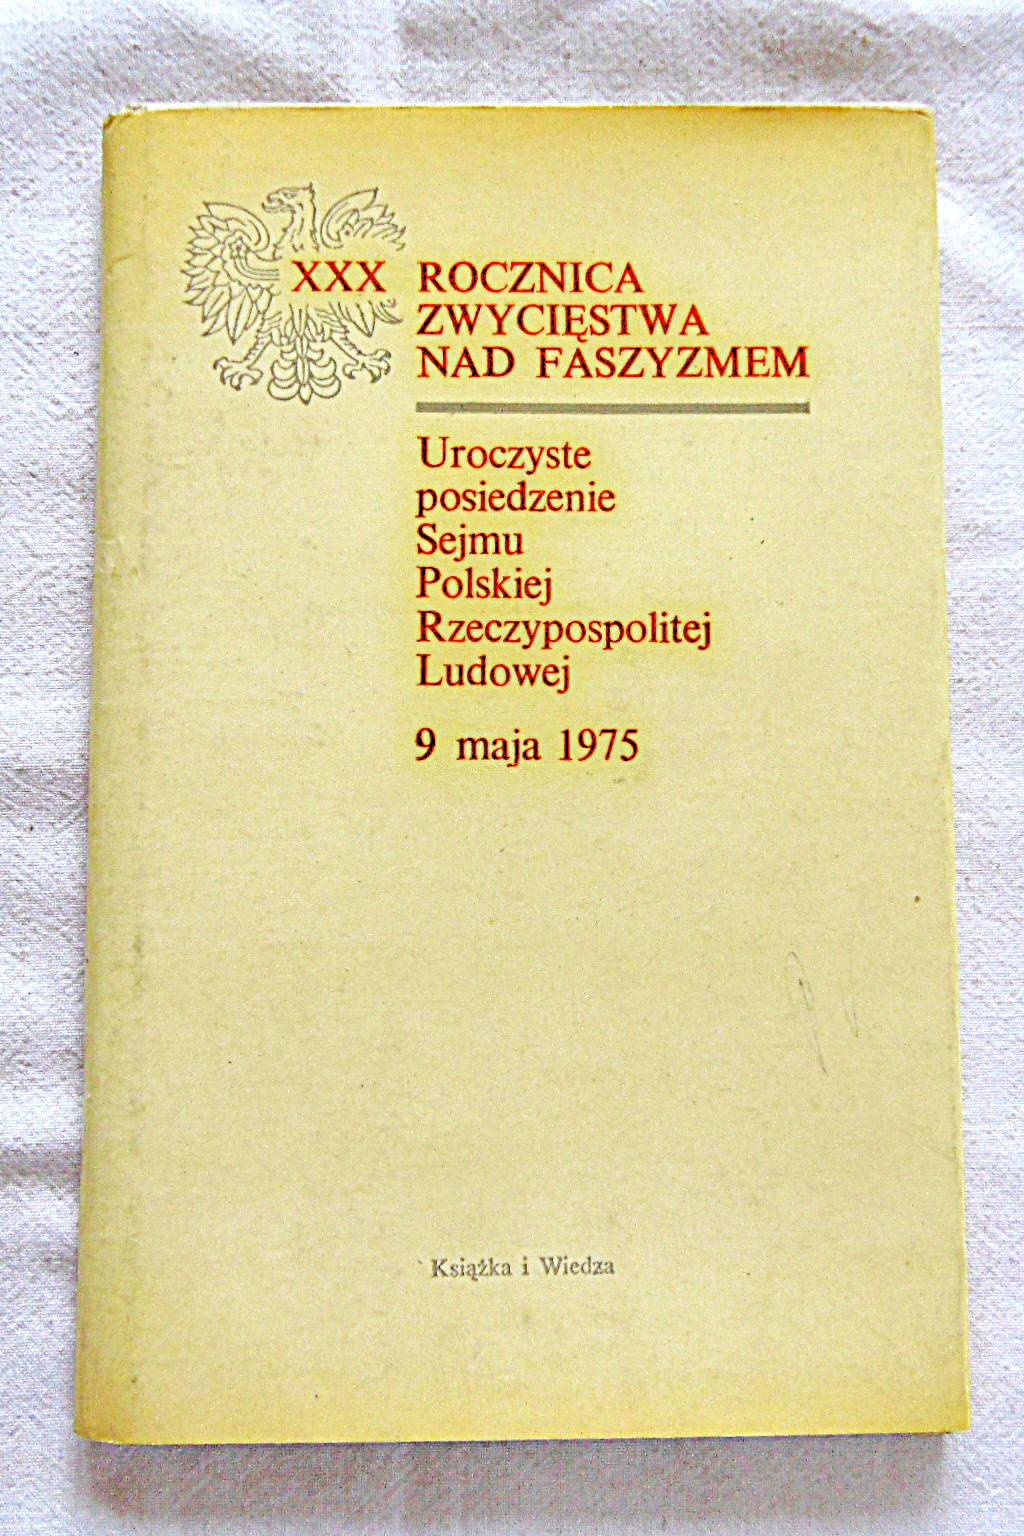 XXX ROCZNICA
ZWYCIĘSTWA
NAD FASZYZMEM
Uroczyste
posiedzenie
Sejmu
Polskiej
Rzeczypospolitej
Ludowej
9 maja 1975
Książka i Wiedza